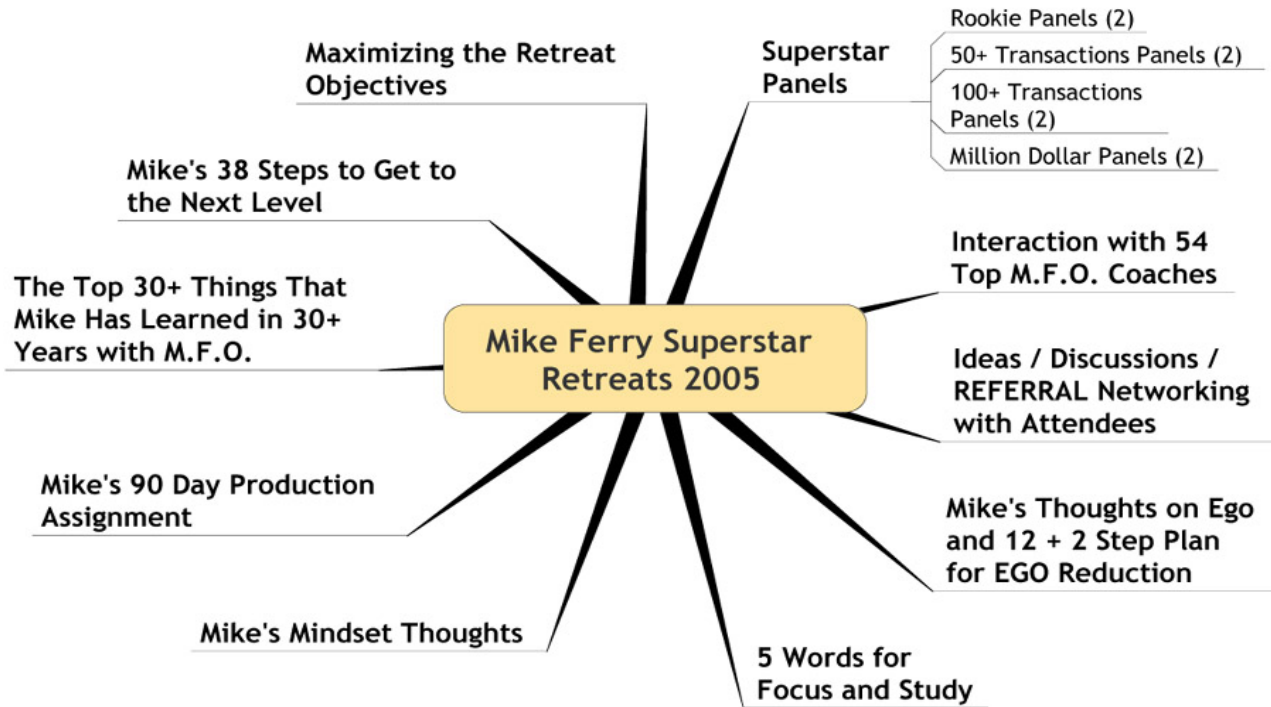 Mike Ferry Superstar
Retreats 2005
Superstar
Panels
Rookie Panels (2)
50+ Transactions Panels (2)
100+ Transactions
Panels (2)
Million Dollar Panels (2)
Interaction with 54
Top M.F.O. Coaches
Ideas / Discussions /
REFERRAL Networking
with Attendees
Mike's Thoughts on Ego
and 12 + 2 Step Plan
for EGO Reduction
5 Words for
Focus and Study
Mike's Mindset Thoughts
Mike's 90 Day Production
Assignment
The Top 30+ Things That
Mike Has Learned in 30+
Years with M.F.O.
Mike's 38 Steps to Get to
the Next Level
Maximizing the Retreat
Objectives